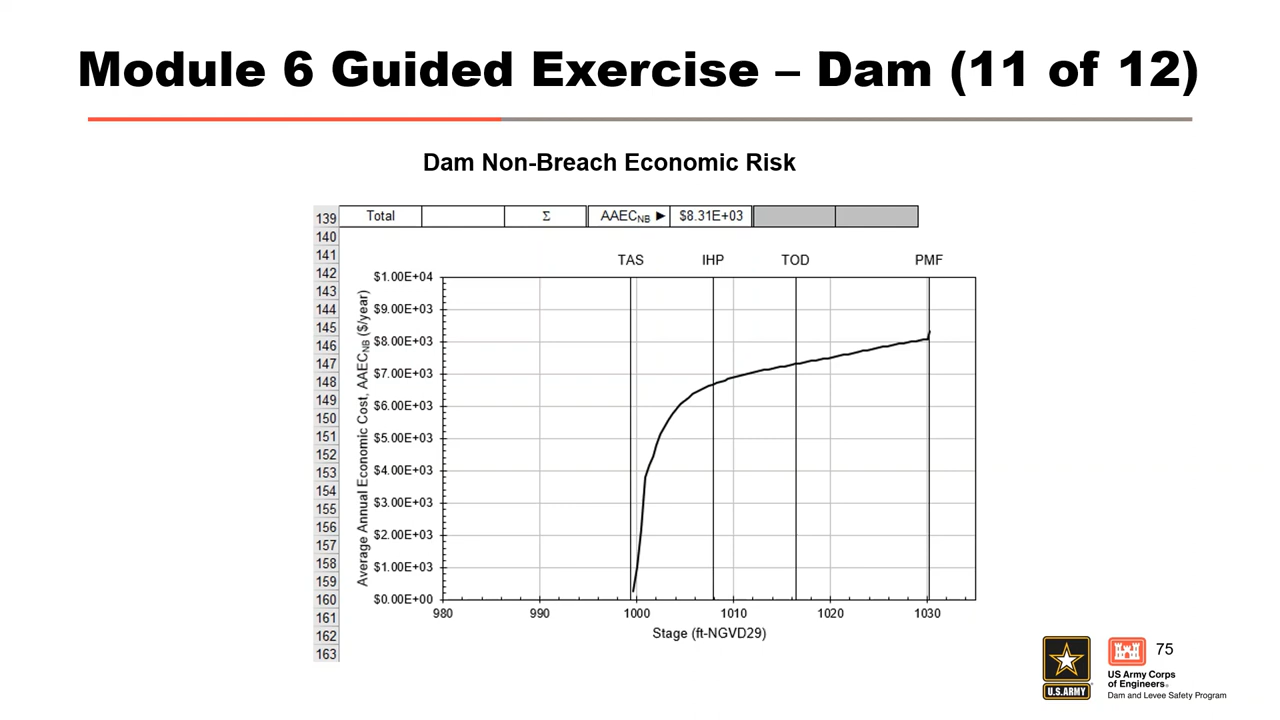 Module 6 Guided Exercise – Dam (11 of 12)
Dam Non-Breach Economic Risk
139 Total Σ AAECNB ► $8.31E+03
140
141 TAS IHP TOD PMF
142 $1.00E+04
143
144 $9.00E+03
145
146 $8.00E+03
147 $7.00E+03
148
149 $6.00E+03
150
151 $5.00E+03
152
153 $4.00E+03
154
155 $3.00E+03
156 $2.00E+03
157
158 $1.00E+03
159
160 $0.00E+00
161 980 990 1000 1010 1020 1030
162 Stage (ft-NGVD29)
163
Average Annual Economic Cost, AAECNB ($/year)
75
U.S.ARMY
US Army Corps
of Engineers®
Dam and Levee Safety Program